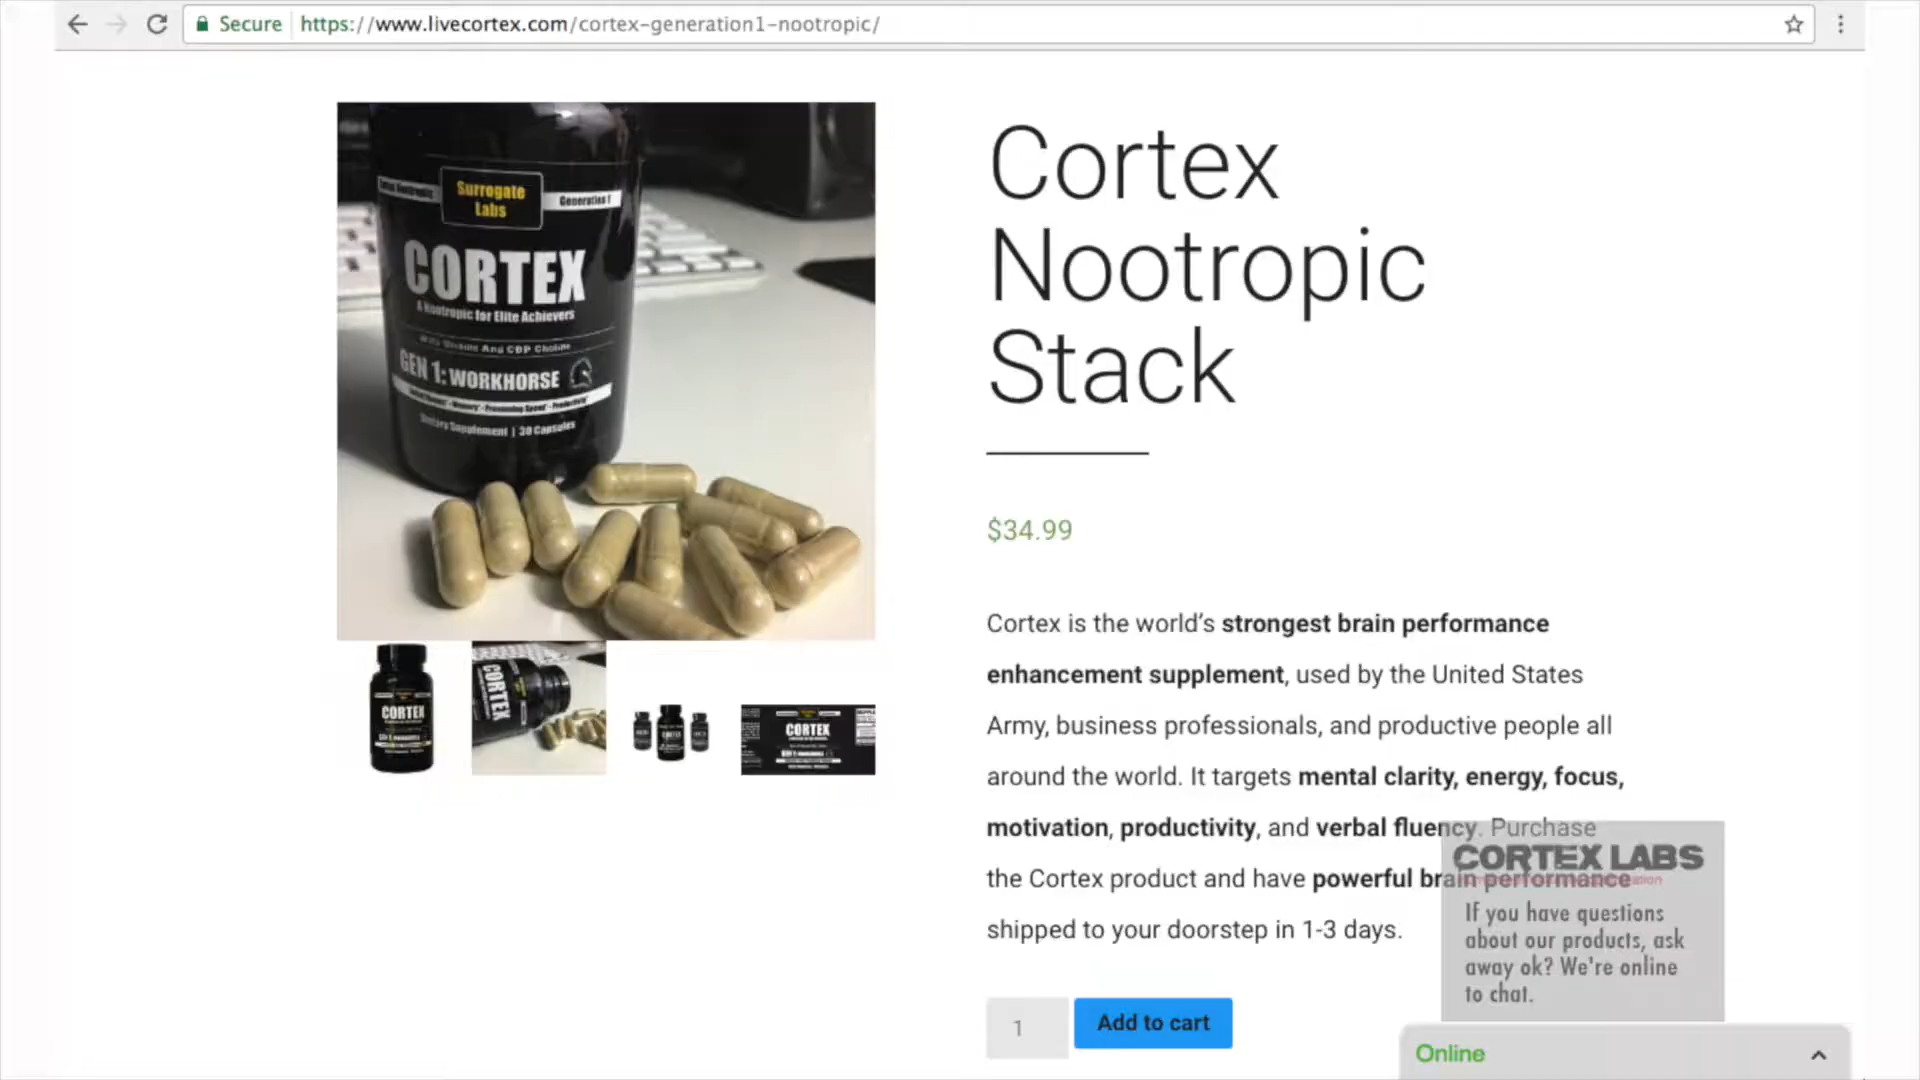 Secure https://www.livecortex.com/cortex-generation1-nootropic/
Surrogate
Labs
Generation 1
CORTEX
A Nootropic for Elite Achievers
And CDP Choline
GEN 1: WORKHORSE
Dietary Supplement | 30 Capsules
CORTEX
CORTEX
CORTEX
Cortex
Nootropic
Stack
$34.99
Cortex is the world's strongest brain performance
enhancement supplement, used by the United States
Army, business professionals, and productive people all
around the world. It targets mental clarity, energy, focus,
motivation, productivity, and verbal fluency. Purchase
the Cortex product and have powerful brain performance
shipped to your doorstep in 1-3 days.
1
Add to cart
CORTEX LABS
If you have questions
about our products, ask
away ok? We're online
to chat.
Online